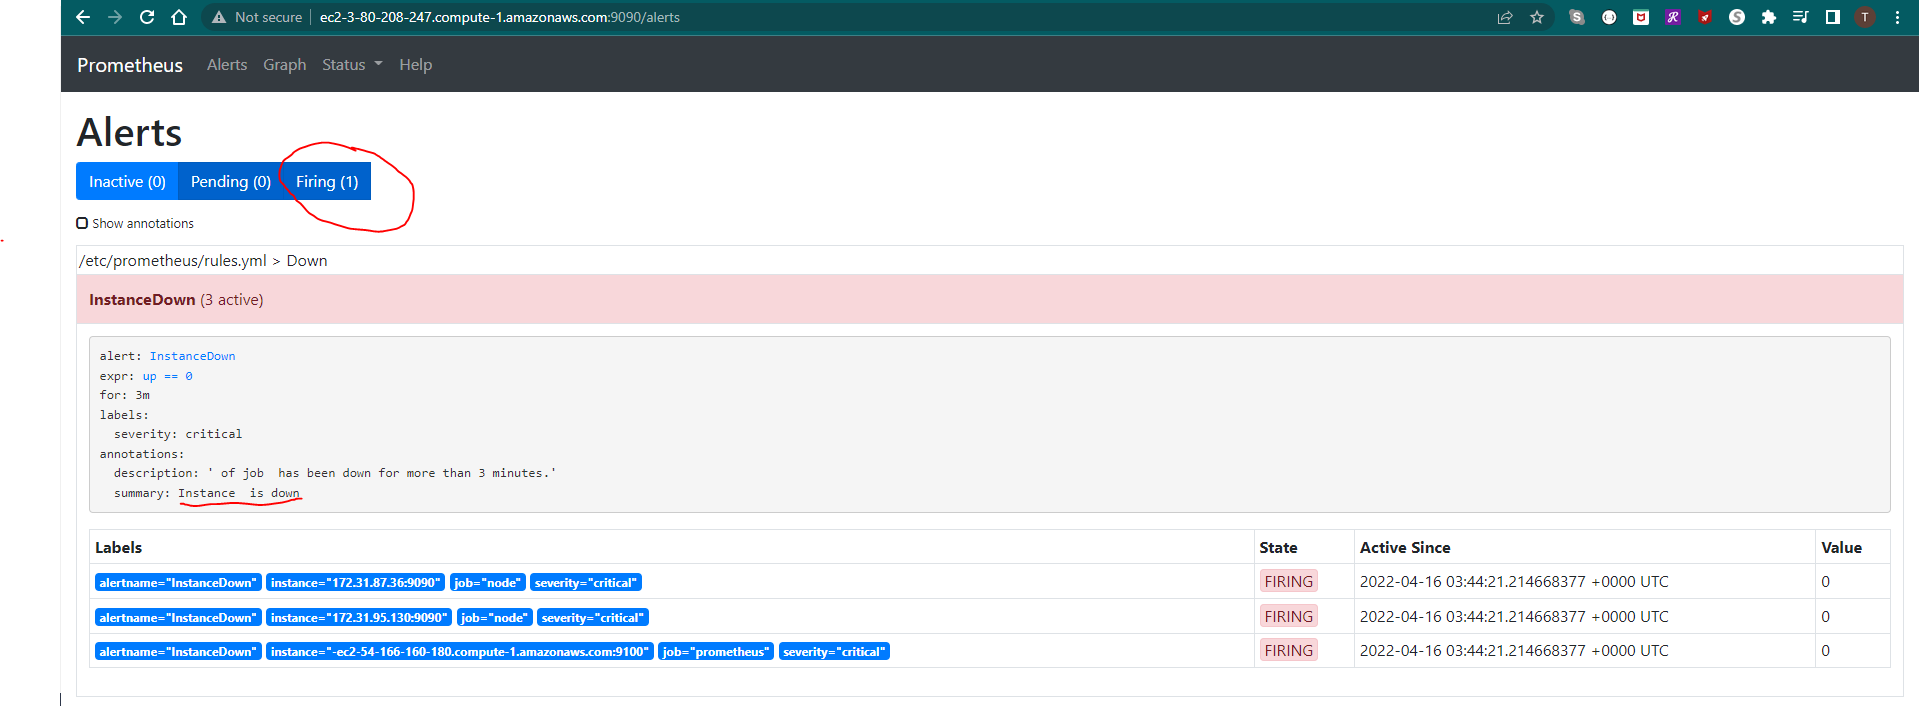 Not secure | ec2-3-80-208-247.compute-1.amazonaws.com:9090/alerts T
Prometheus Alerts Graph Status Help
Alerts
Inactive (0) Pending (0) Firing (1)
Show annotations
/etc/prometheus/rules.yml > Down
InstanceDown (3 active)
alert: InstanceDown
expr: up == 0
for: 3m
labels:
  severity: critical
annotations:
  description: ' of job  has been down for more than 3 minutes.'
  summary: Instance  is down
Labels State Active Since Value
alertname="InstanceDown" instance="172.31.87.36:9090" job="node" severity="critical" FIRING 2022-04-16 03:44:21.214668377 +0000 UTC 0
alertname="InstanceDown" instance="172.31.95.130:9090" job="node" severity="critical" FIRING 2022-04-16 03:44:21.214668377 +0000 UTC 0
alertname="InstanceDown" instance="-ec2-54-166-160-180.compute-1.amazonaws.com:9100" job="prometheus" severity="critical" FIRING 2022-04-16 03:44:21.214668377 +0000 UTC 0